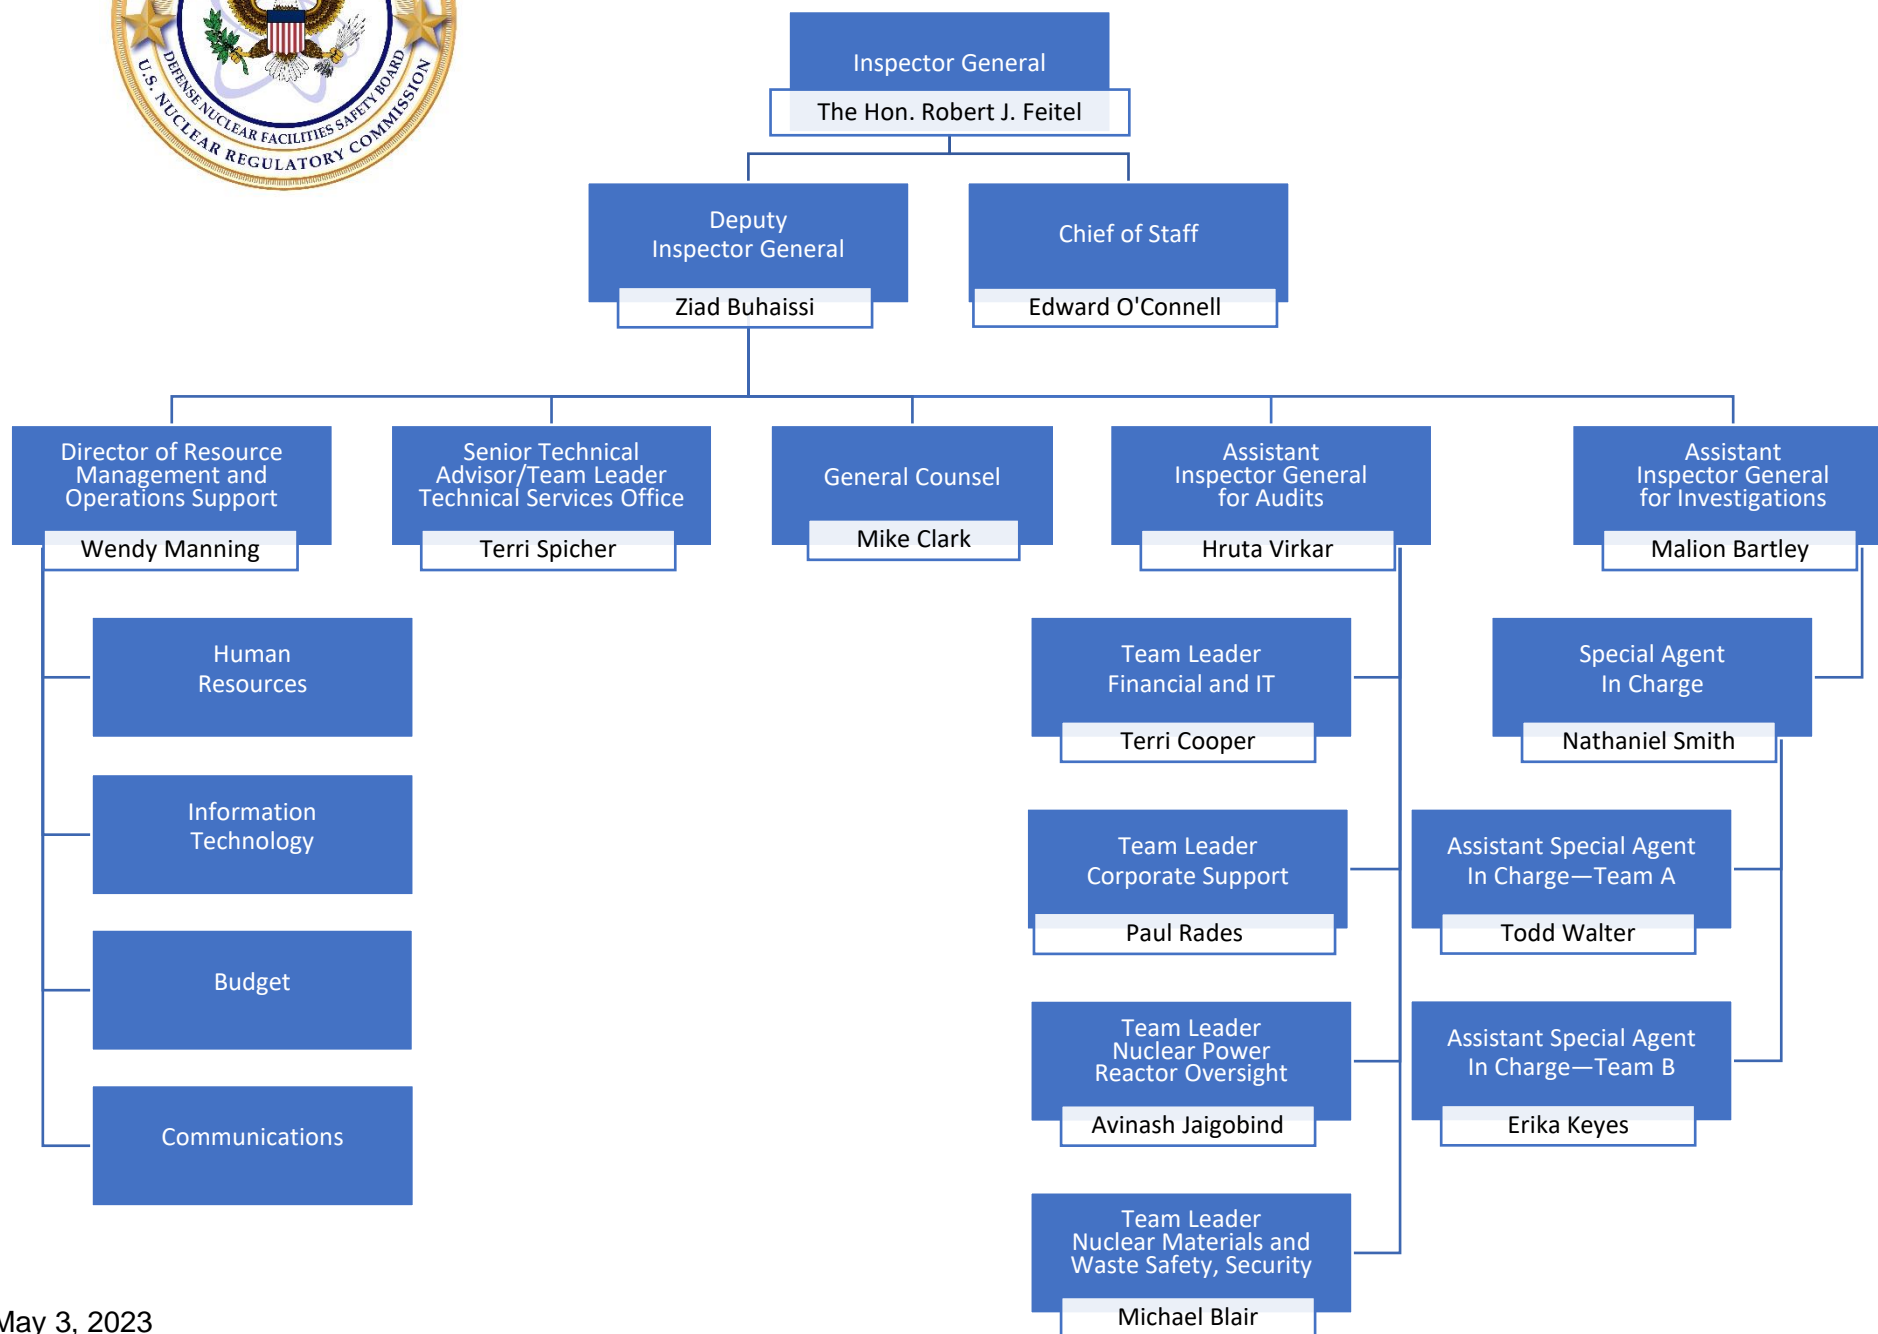 DEFENSE NUCLEAR FACILITIES SAFETY BOARD
U.S. NUCLEAR REGULATORY COMMISSION
Inspector General
The Hon. Robert J. Feitel
Deputy
Inspector General
Ziad Buhaissi
Chief of Staff
Edward O'Connell
Director of Resource
Management and
Operations Support
Wendy Manning
Senior Technical
Advisor/Team Leader
Technical Services Office
Terri Spicher
General Counsel
Mike Clark
Assistant
Inspector General
for Audits
Hruta Virkar
Assistant
Inspector General
for Investigations
Malion Bartley
Human
Resources
Information
Technology
Budget
Communications
Team Leader
Financial and IT
Terri Cooper
Team Leader
Corporate Support
Paul Rades
Team Leader
Nuclear Power
Reactor Oversight
Avinash Jaigobind
Team Leader
Nuclear Materials and
Waste Safety, Security
Michael Blair
Special Agent
In Charge
Nathaniel Smith
Assistant Special Agent
In Charge—Team A
Todd Walter
Assistant Special Agent
In Charge—Team B
Erika Keyes
May 3, 2023